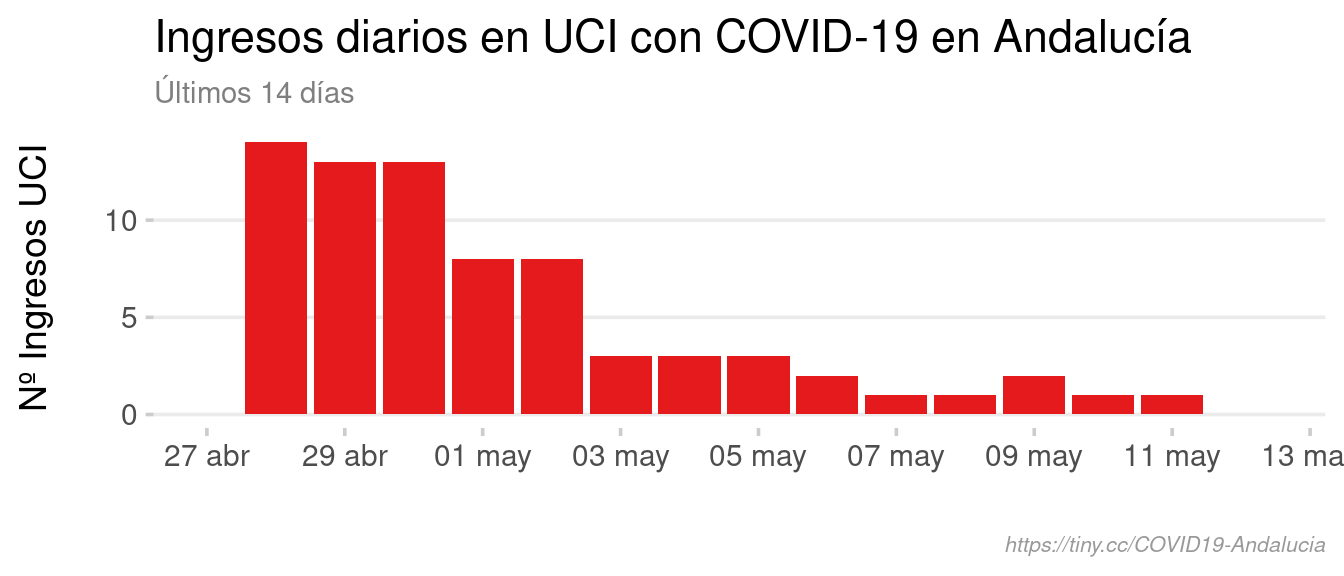 Ingresos diarios en UCI con COVID-19 en Andalucía
Últimos 14 días
Nº Ingresos UCI
10
5
0
27 abr 29 abr 01 may 03 may 05 may 07 may 09 may 11 may 13 ma
https://tiny.cc/COVID19-Andalucia